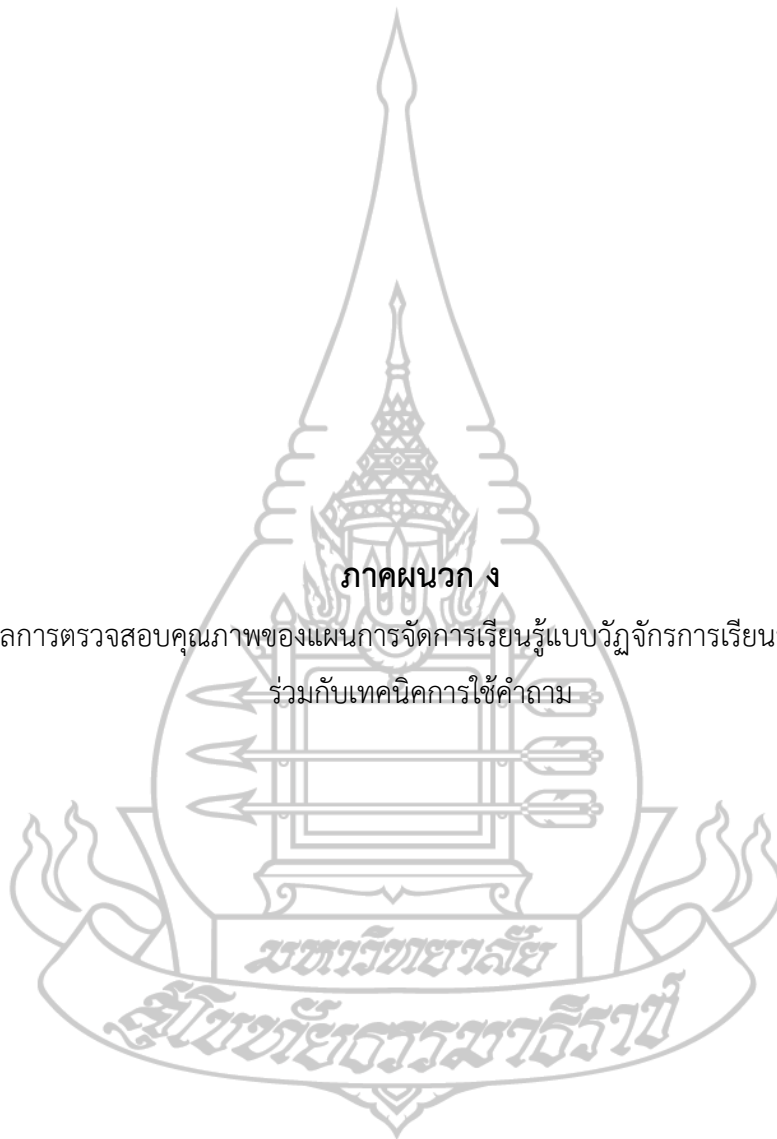 ภาคผนวก ง
ลการตรวจสอบคุณภาพของแผนการจัดการเรียนรู้แบบวัฏจักรการเรียน
ร่วมกับเทคนิคการใช้คำถาม
มหาวิทยาลัย
สุโขทัยธรรมาธิราช